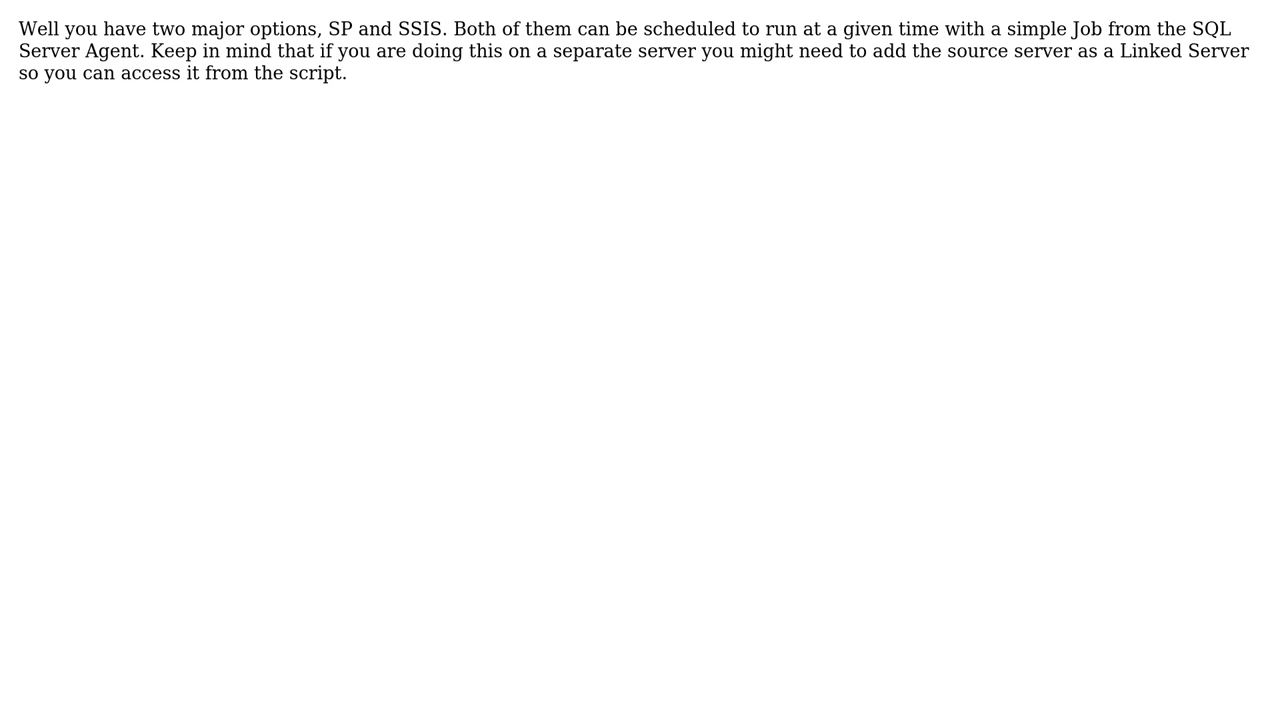 Well you have two major options, SP and SSIS. Both of them can be scheduled to run at a given time with a simple Job from the SQL
Server Agent. Keep in mind that if you are doing this on a separate server you might need to add the source server as a Linked Server
so you can access it from the script.